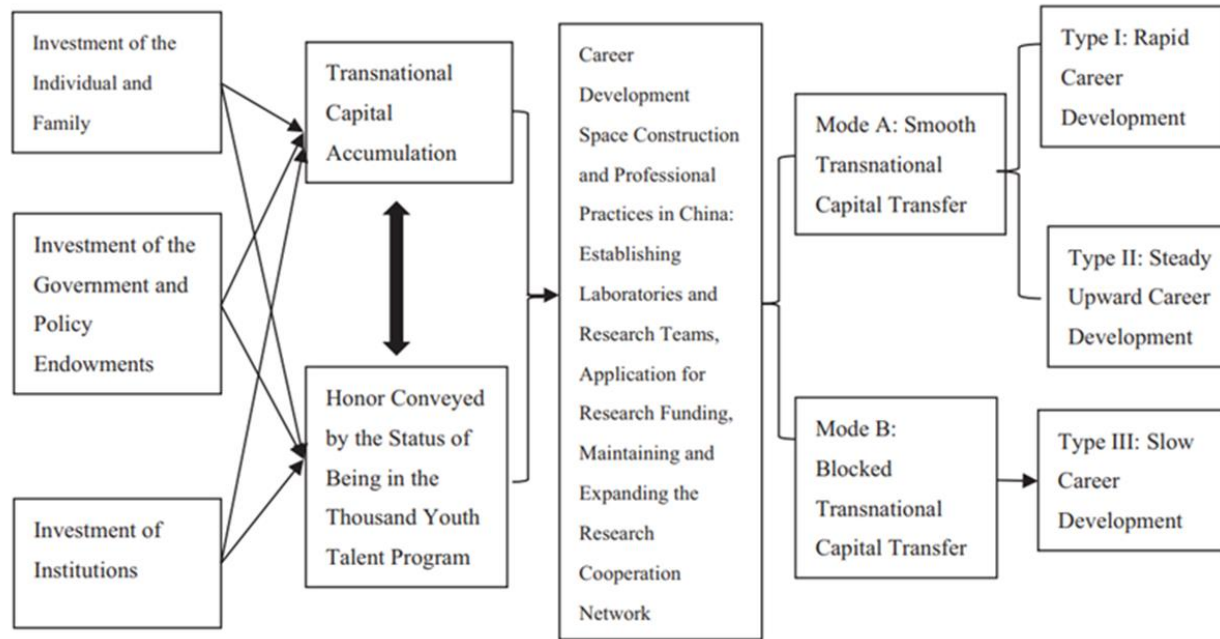 Investment of the
Individual and
Family
Investment of the
Government and
Policy
Endowments
Investment of
Institutions
Transnational
Capital
Accumulation
Honor Conveyed
by the Status of
Being in the
Thousand Youth
Talent Program
Career
Development
Space Construction
and Professional
Practices in China:
Establishing
Laboratories and
Research Teams,
Application for
Research Funding,
Maintaining and
Expanding the
Research
Cooperation
Network
Mode A: Smooth
Transnational
Capital Transfer
Mode B:
Blocked
Transnational
Capital Transfer
Type I: Rapid
Career
Development
Type II: Steady
Upward Career
Development
Type III: Slow
Career
Development